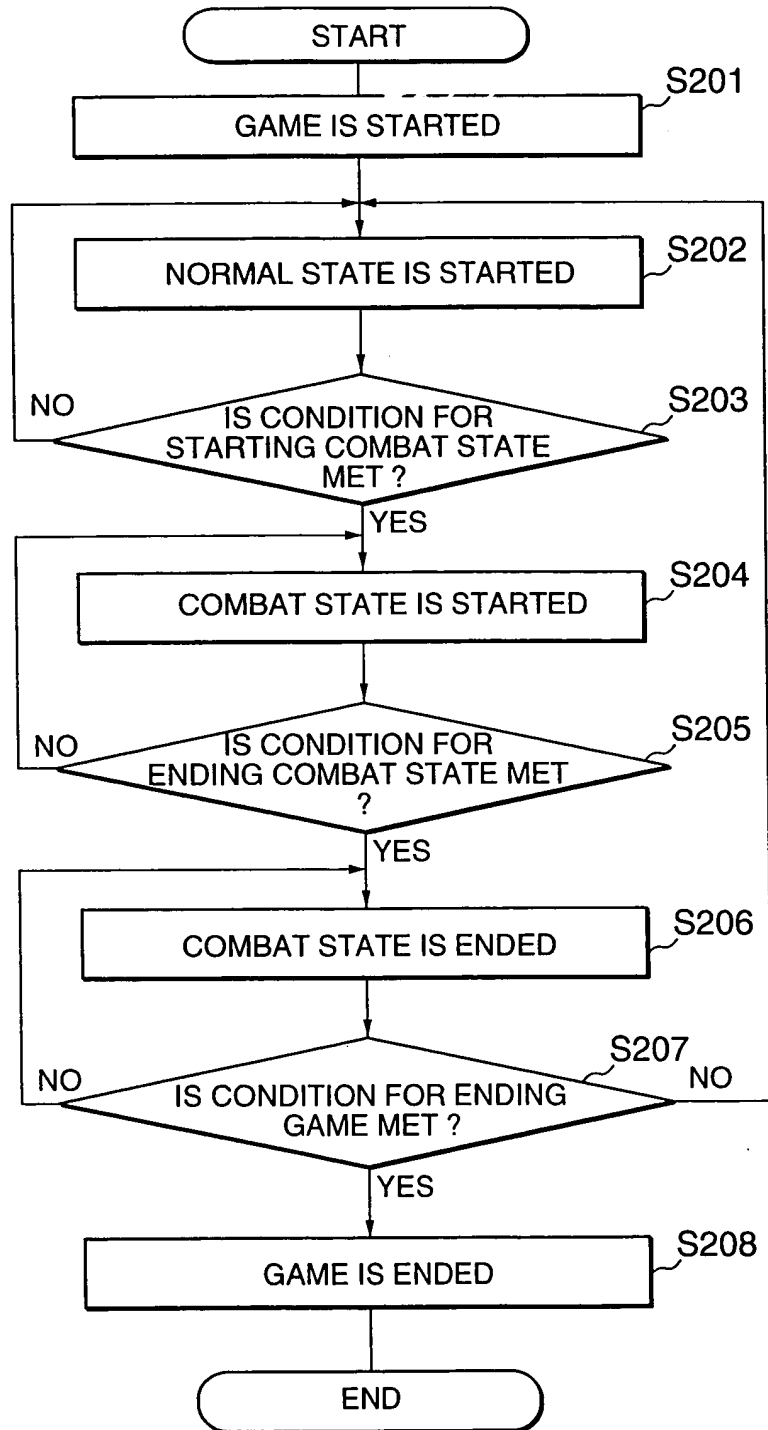 START
S201
GAME IS STARTED
S202
NORMAL STATE IS STARTED
S203
NO
IS CONDITION FOR
STARTING COMBAT STATE
MET ?
YES
S204
COMBAT STATE IS STARTED
S205
NO
IS CONDITION FOR
ENDING COMBAT STATE MET
?
YES
S206
COMBAT STATE IS ENDED
S207
NO
NO
IS CONDITION FOR ENDING
GAME MET ?
YES
S208
GAME IS ENDED
END